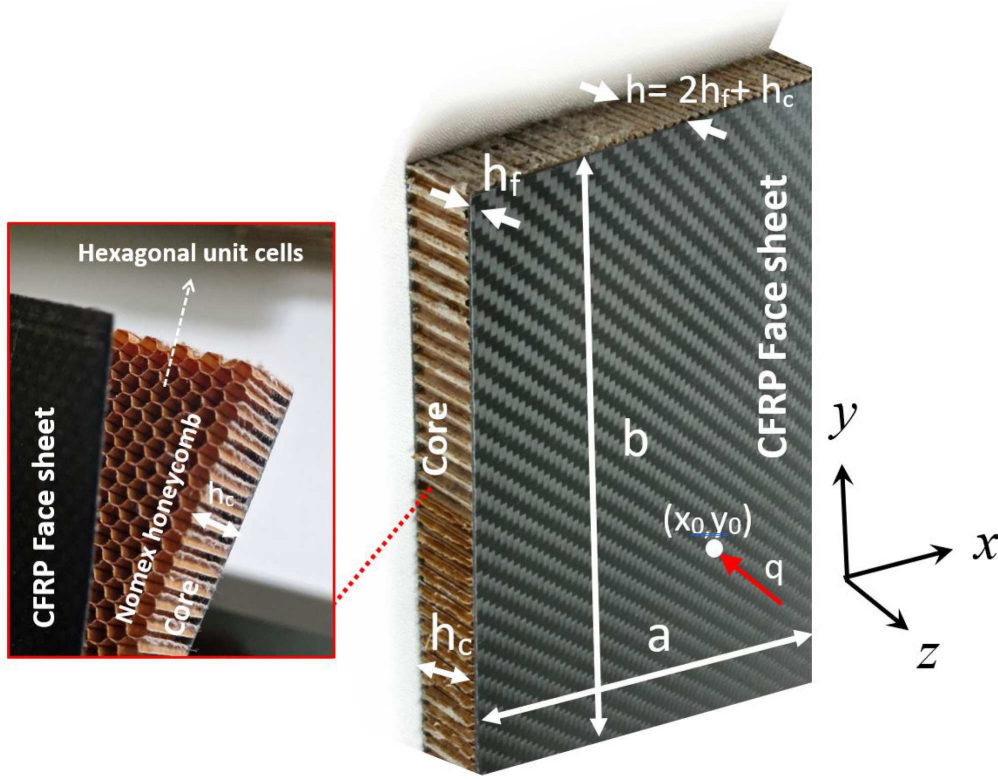 h= 2hf+ hc
hf
CFRP Face sheet
Core
b
(x0,y0)
q
a
hc
y
x
z
Hexagonal unit cells
CFRP Face sheet
Nomex honeycomb
Core
hc